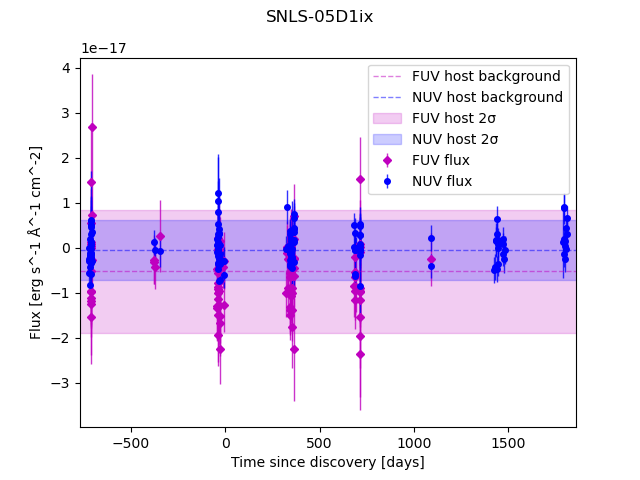 SNLS-05D1ix
1e−17
4
3
2
1
0
−1
−2
−3
Flux [erg s^-1 Å^-1 cm^-2]
FUV host background
NUV host background
FUV host 2σ
NUV host 2σ
FUV flux
NUV flux
−500
0
500
1000
1500
Time since discovery [days]